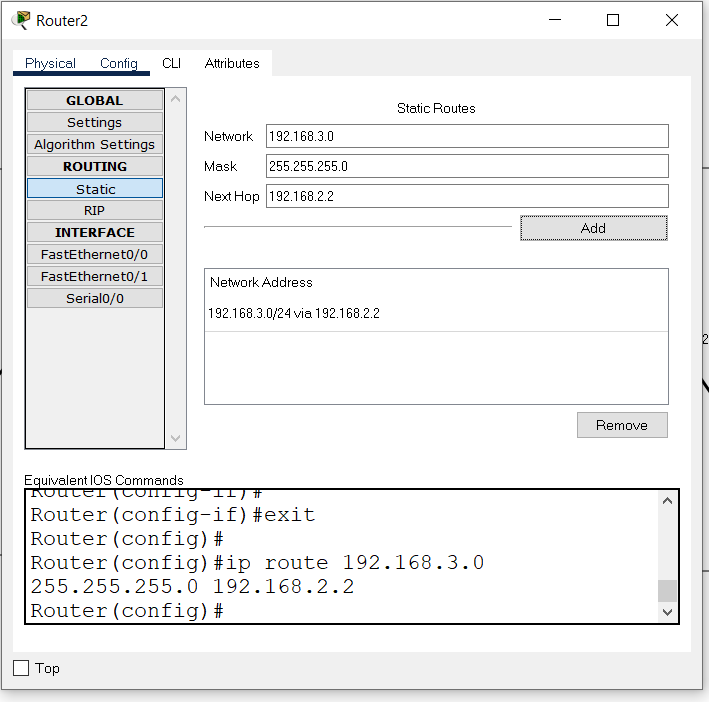 Router2
Physical Config CLI Attributes
GLOBAL
Settings
Algorithm Settings
ROUTING
Static
RIP
INTERFACE
FastEthernet0/0
FastEthernet0/1
Serial0/0
Static Routes
Network 192.168.3.0
Mask 255.255.255.0
Next Hop 192.168.2.2
Add
Network Address
192.168.3.0/24 via 192.168.2.2
Remove
2
Equivalent IOS Commands
Router(config-if)#
Router(config-if)#exit
Router(config)#
Router(config)#ip route 192.168.3.0
255.255.255.0 192.168.2.2
Router(config)#
Top